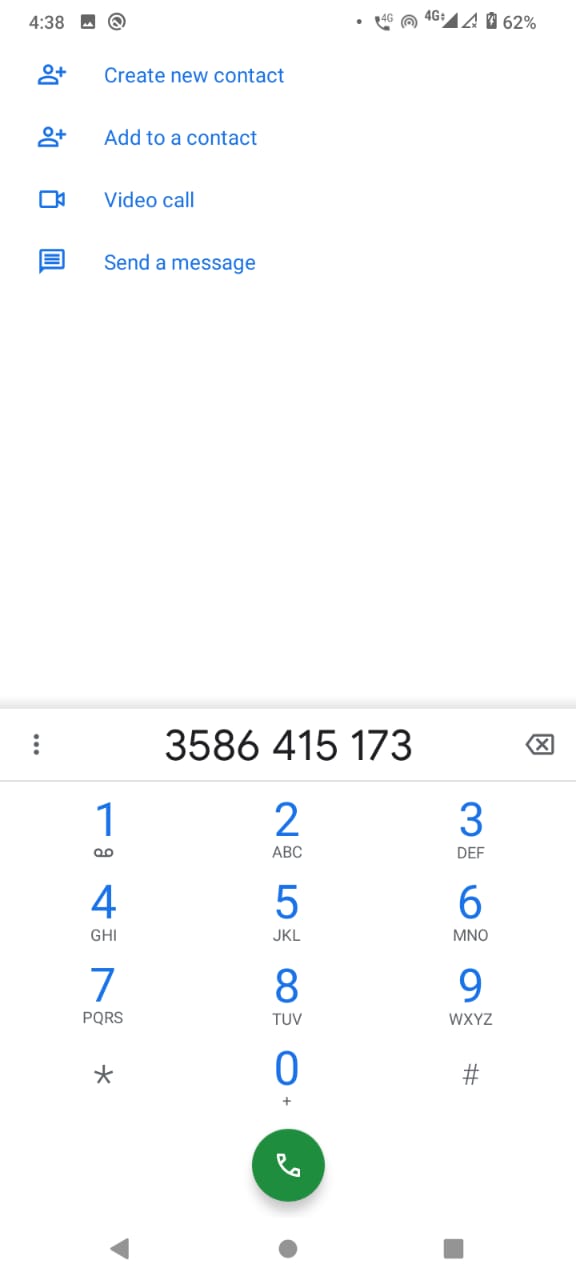 4:38 4G 4G 62%
Create new contact
Add to a contact
Video call
Send a message
3586 415 173
1 2 3
ABC DEF
4 5 6
GHI JKL MNO
7 8 9
PQRS TUV WXYZ
* 0 #
+